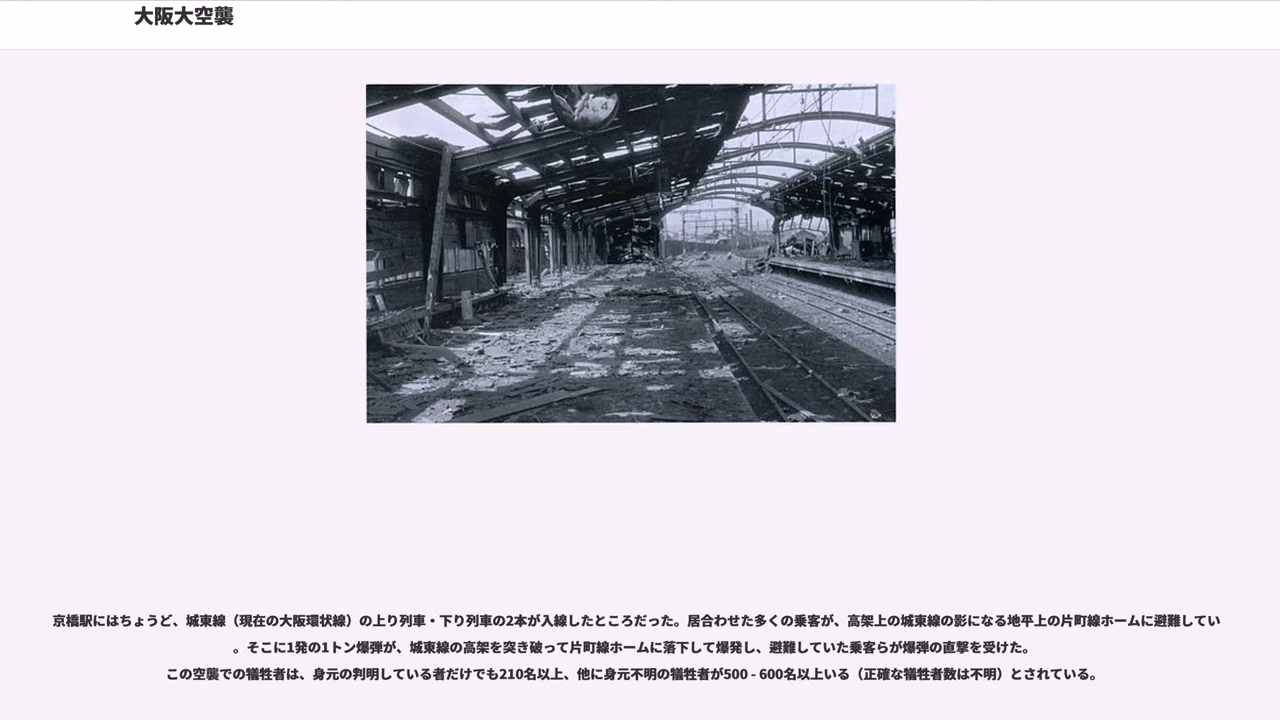 大阪大空襲
京橋駅にはちょうど、城東線（現在の大阪環状線）の上り列車・下り列車の2本が入線したところだった。居合わせた多くの乗客が、高架上の城東線の影になる地平上の片町線ホームに避難してい
。そこに1発の1トン爆弾が、城東線の高架を突き破って片町線ホームに落下して爆発し、避難していた乗客らが爆弾の直撃を受けた。
この空襲での犠牲者は、身元の判明している者だけでも210名以上、他に身元不明の犠牲者が500 - 600名以上いる（正確な犠牲者数は不明）とされている。